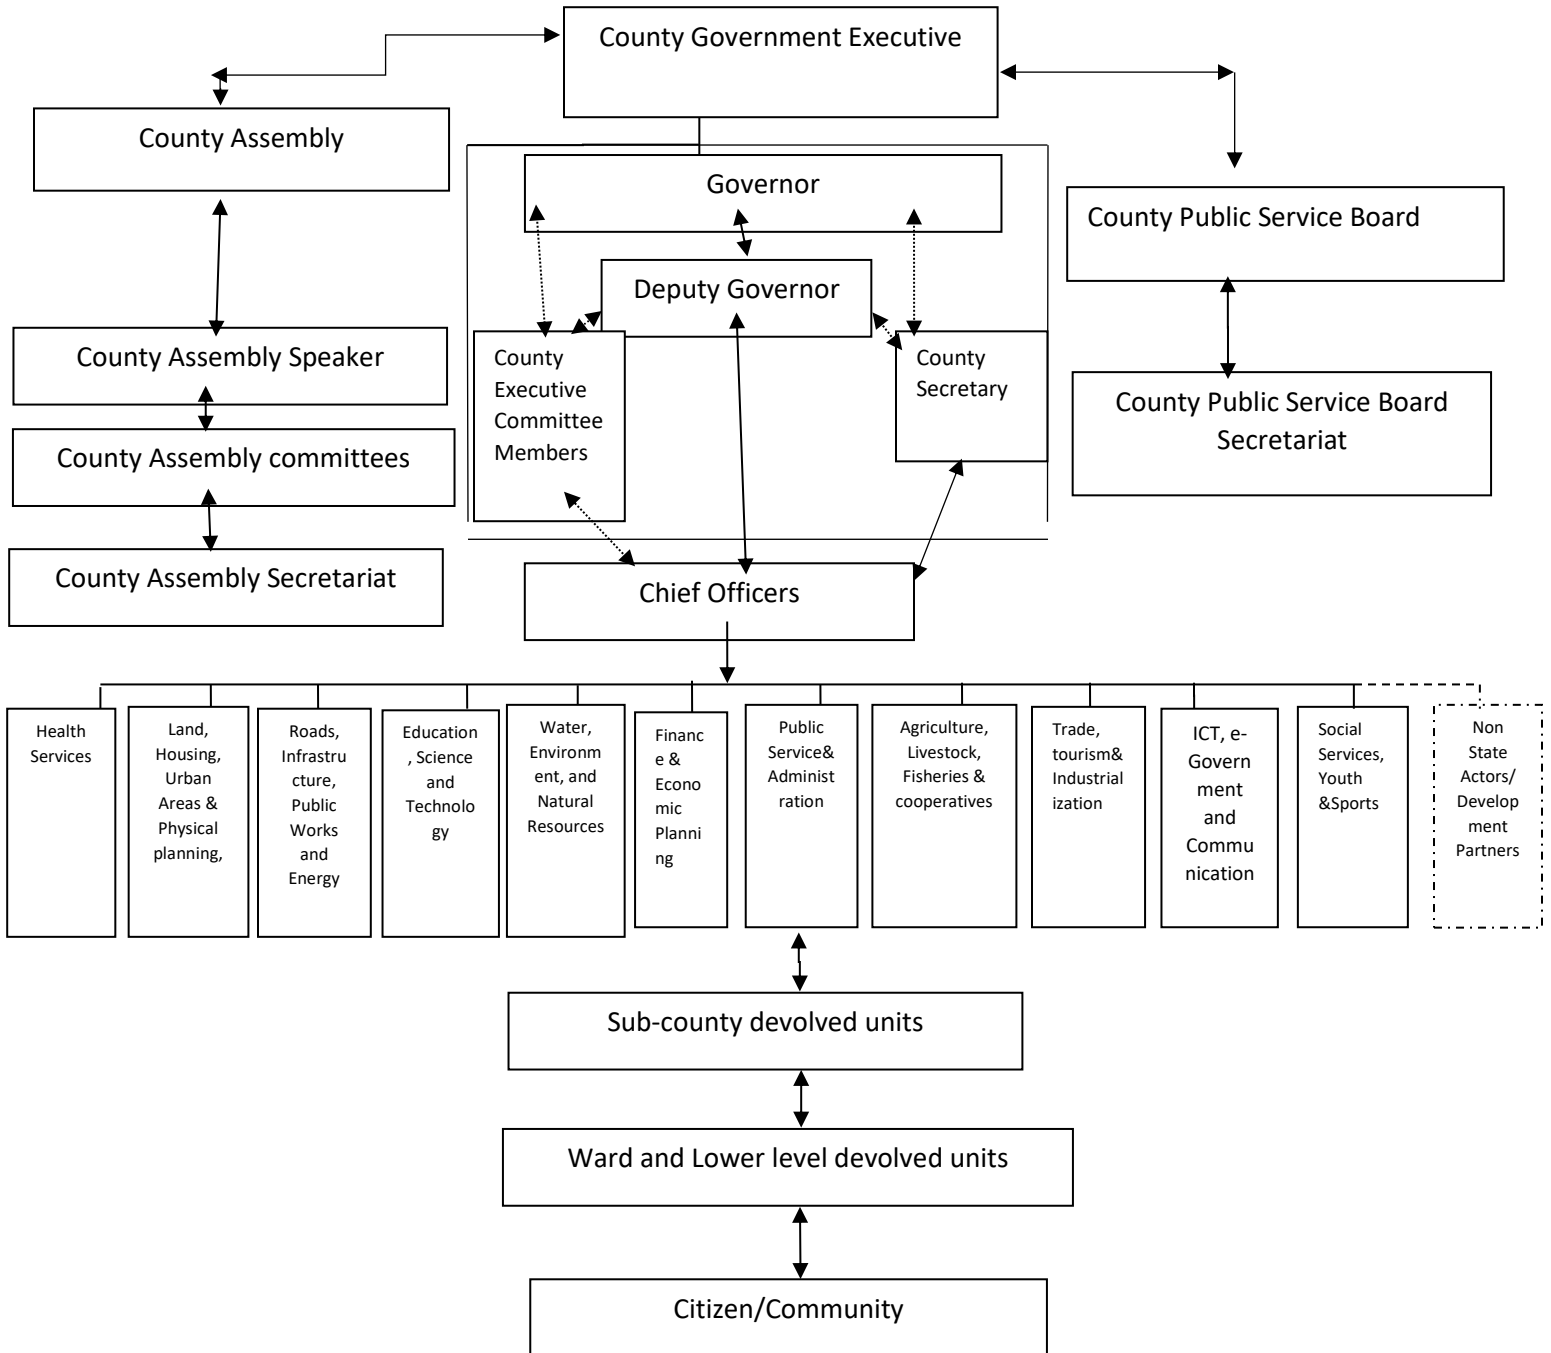 County Government Executive
County Assembly
Governor
County Public Service Board
Deputy Governor
County Assembly Speaker
County
Executive
Committee
Members
County
Secretary
County Public Service Board
Secretariat
County Assembly committees
County Assembly Secretariat
Chief Officers
Health
Services
Land,
Housing,
Urban
Areas &
Physical
planning,
Roads,
Infrastru
cture,
Public
Works
and
Energy
Education
, Science
and
Technolo
gy
Water,
Environm
ent, and
Natural
Resources
Financ
e &
Econo
mic
Planni
ng
Public
Service&
Administ
ration
Agriculture,
Livestock,
Fisheries &
cooperatives
Trade,
tourism&
Industrial
ization
ICT, e-
Govern
ment
and
Commu
nication
Social
Services,
Youth
&Sports
Non
State
Actors/
Develop
ment
Partners
Sub-county devolved units
Ward and Lower level devolved units
Citizen/Community